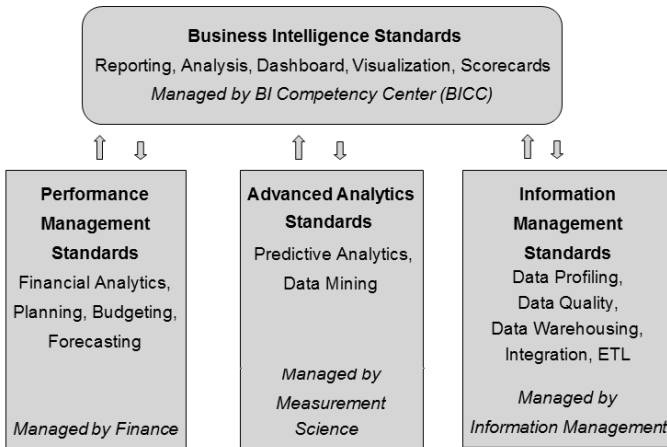 Business Intelligence Standards
Reporting, Analysis, Dashboard, Visualization, Scorecards
Managed by BI Competency Center (BICC)
Performance
Management
Standards
Financial Analytics,
Planning, Budgeting,
Forecasting
Managed by Finance
Advanced Analytics
Standards
Predictive Analytics,
Data Mining
Managed by
Measurement
Science
Information
Management
Standards
Data Profiling,
Data Quality,
Data Warehousing,
Integration, ETL
Managed by
Information Management